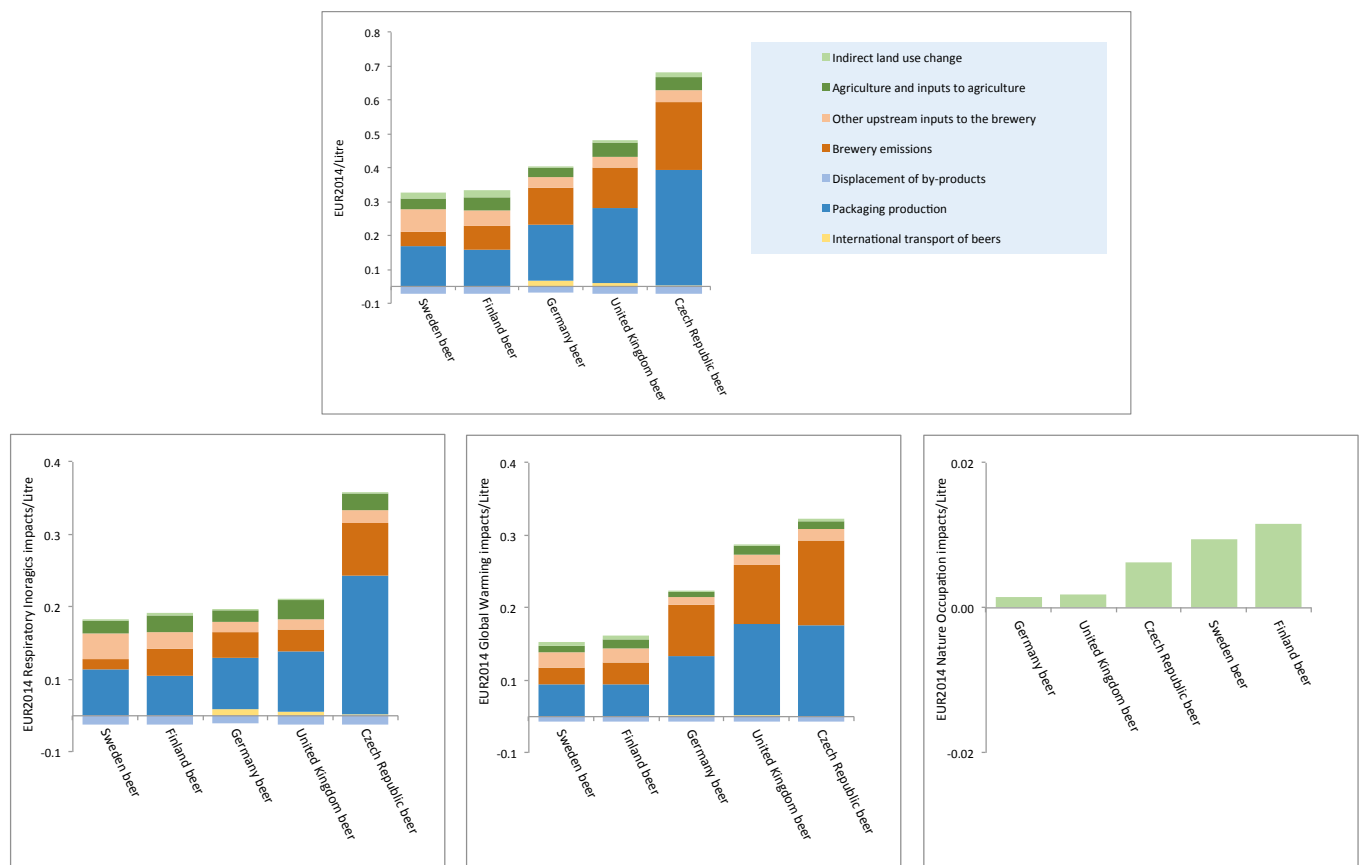 0.8
0.7
0.6
0.5
0.4
0.3
0.2
0.1
-0.1
EUR2014/Litre
Sweden beer
Finland beer
Germany beer
United Kingdom beer
Czech Republic beer
Indirect land use change
Agriculture and inputs to agriculture
Other upstream inputs to the brewery
Brewery emissions
Displacement of by-products
Packaging production
International transport of beers
0.4
0.3
0.2
0.1
-0.1
EUR2014 Respiratory Inoragics impacts/Litre
Sweden beer
Finland beer
Germany beer
United Kingdom beer
Czech Republic beer
0.4
0.3
0.2
0.1
-0.1
EUR2014 Global Warming impacts/Litre
Sweden beer
Finland beer
Germany beer
United Kingdom beer
Czech Republic beer
0.02
0.00
-0.02
EUR2014 Nature Occupation impacts/Litre
Germany beer
United Kingdom beer
Czech Republic beer
Sweden beer
Finland beer